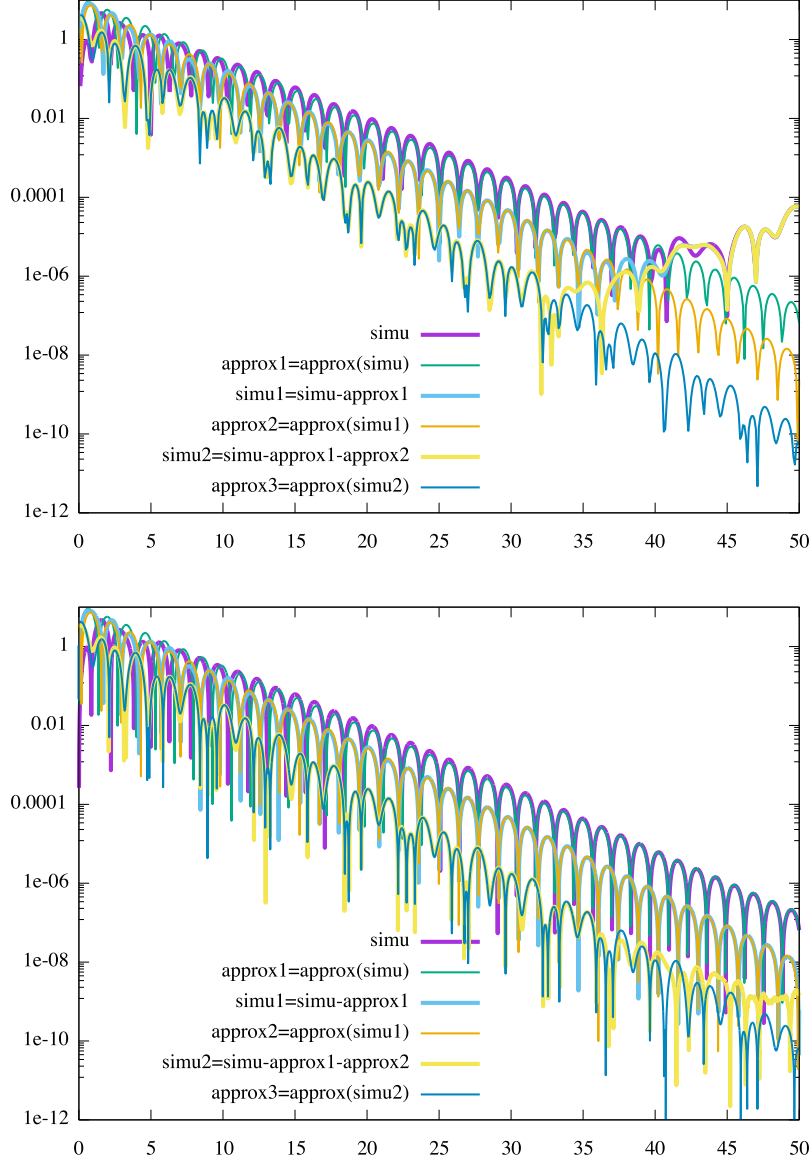 1
0.01
0.0001
1e-06
1e-08
1e-10
1e-12
simu
approx1=approx(simu)
simu1=simu-approx1
approx2=approx(simu1)
simu2=simu-approx1-approx2
approx3=approx(simu2)
0 5 10 15 20 25 30 35 40 45 50
1
0.01
0.0001
1e-06
1e-08
1e-10
1e-12
simu
approx1=approx(simu)
simu1=simu-approx1
approx2=approx(simu1)
simu2=simu-approx1-approx2
approx3=approx(simu2)
0 5 10 15 20 25 30 35 40 45 50